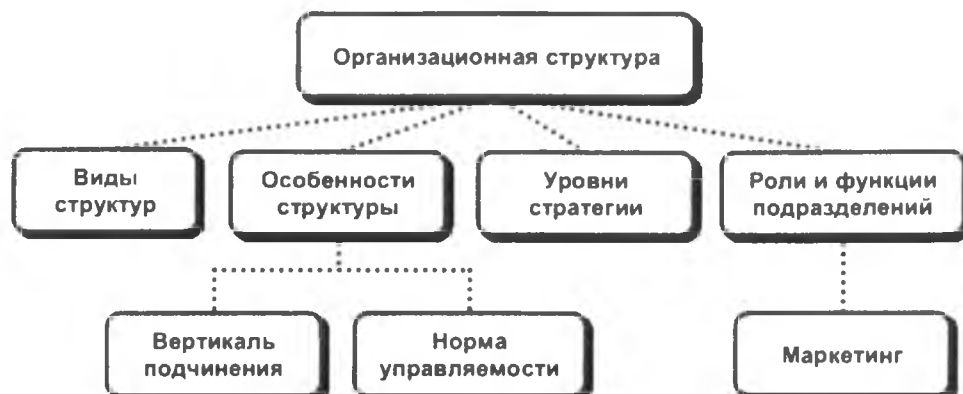 Организационная структура
Виды
структур
Особенности
структуры
Уровни
стратегии
Роли и функции
подразделений
Вертикаль
подчинения
Норма
управляемости
Маркетинг